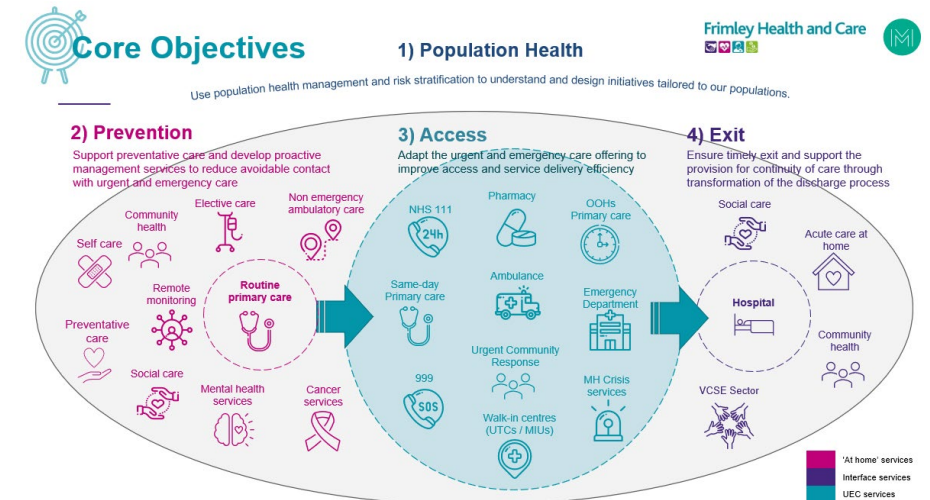 Core Objectives
1) Population Health
Frimley Health and Care
Use population health management and risk stratification to understand and design initiatives tailored to our populations.
2) Prevention
Support preventative care and develop proactive
management services to reduce avoidable contact
with urgent and emergency care
3) Access
Adapt the urgent and emergency care offering to
improve access and service delivery efficiency
4) Exit
Ensure timely exit and support the
provision for continuity of care through
transformation of the discharge process
Elective care
Non emergency
ambulatory care
Community
health
Self care
Remote
monitoring
Routine
primary care
Preventative
care
Social care
Mental health
services
Cancer
services
NHS 111
24h
Pharmacy
OOHs
Primary care
Same-day
Primary care
Ambulance
Emergency
Department
Urgent Community
Response
999
SOS
MH Crisis
services
Walk-in centres
(UTCs / MIUs)
Social care
Acute care at
home
Hospital
Community
health
VCSE Sector
'At home' services
Interface services
UEC services